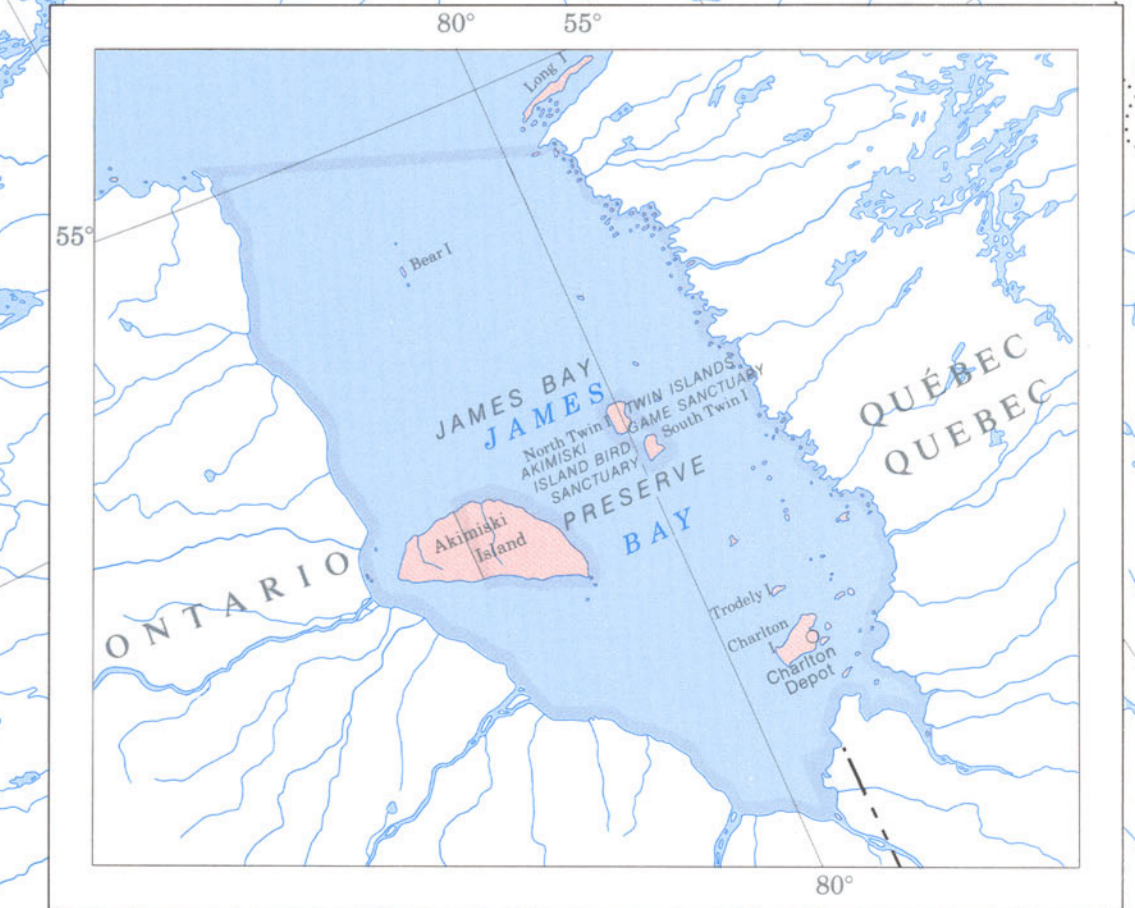 80° 55°
Long I
55°
Bear I
JAMES BAY
JAMES
TWIN ISLANDS
GAME SANCTUARY
North Twin I
South Twin I
AKIMISKI
ISLAND BIRD
SANCTUARY
PRESERVE
BAY
QUÉBEC
QUEBEC
Akimiski
Island
ONTARIO
Trodely I
Charlton
I
Charlton
Depot
80°